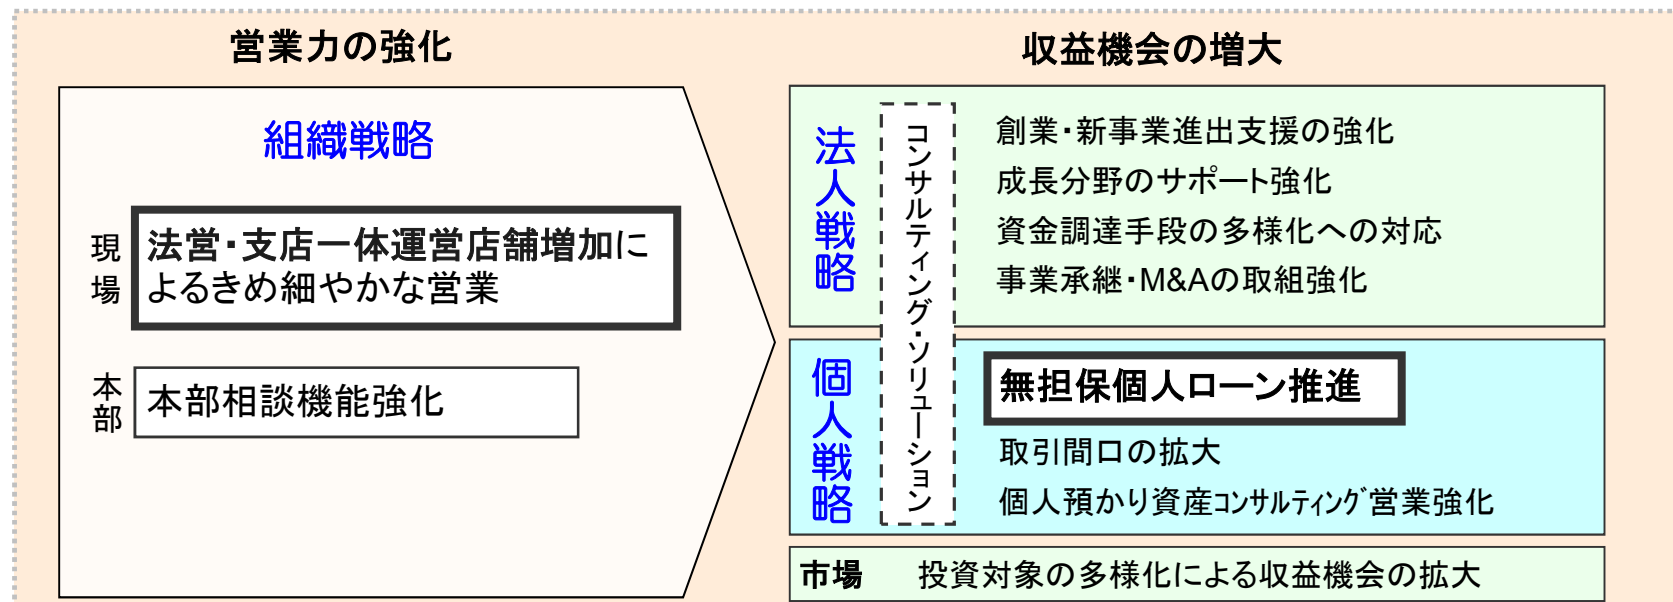 営業力の強化
組織戦略
現場
法営・支店一体運営店舗増加に
よるきめ細やかな営業
本部
本部相談機能強化
収益機会の増大
法人戦略
コンサルティング・ソリューション
創業・新事業進出支援の強化
成長分野のサポート強化
資金調達手段の多様化への対応
事業承継・M&Aの取組強化
個人戦略
無担保個人ローン推進
取引間口の拡大
個人預かり資産ｺﾝｻﾙﾃｨﾝｸﾞ営業強化
市場 投資対象の多様化による収益機会の拡大